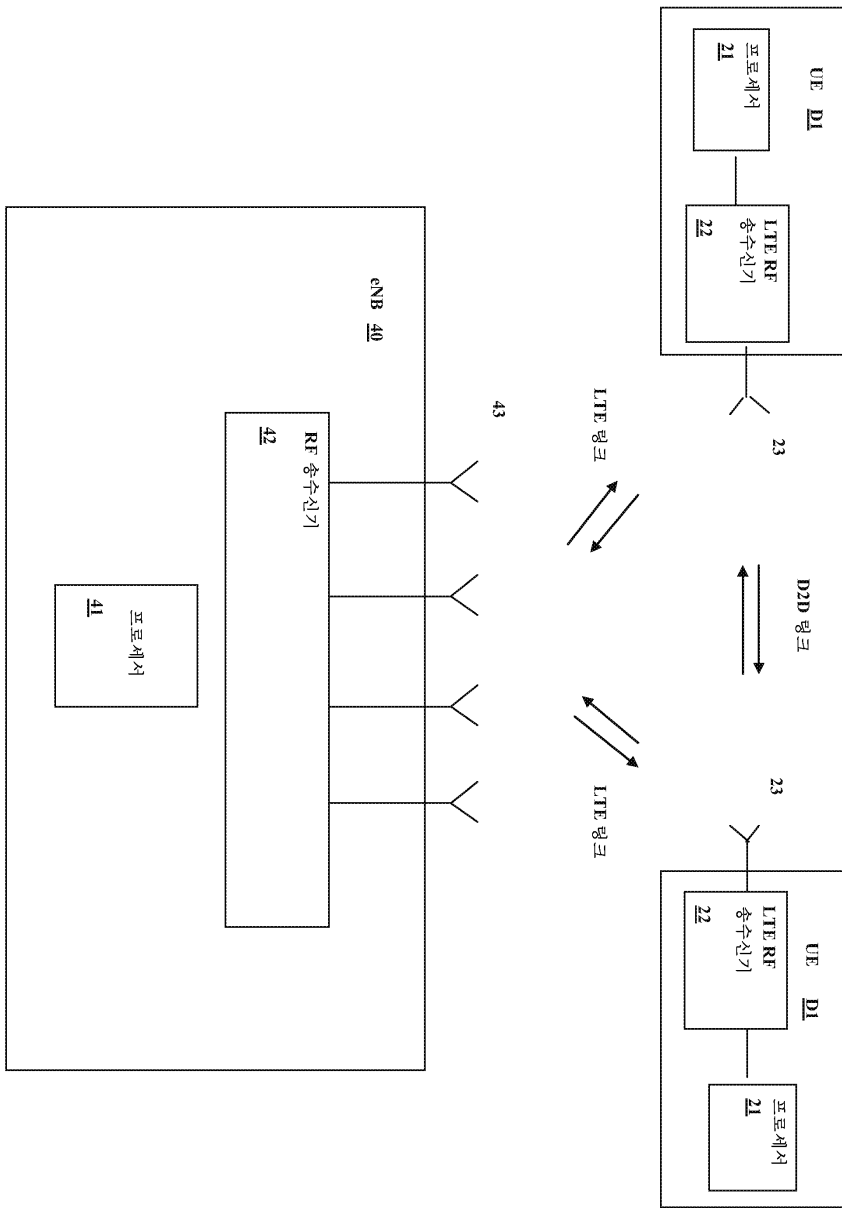 UE D1
프로세서
21
LTE RF
송수신기
22
23
D2D 링크
23
UE D1
LTE RF
송수신기
22
프로세서
21
LTE 링크
LTE 링크
43
eNB 40
RF 송수신기
42
프로세서
41